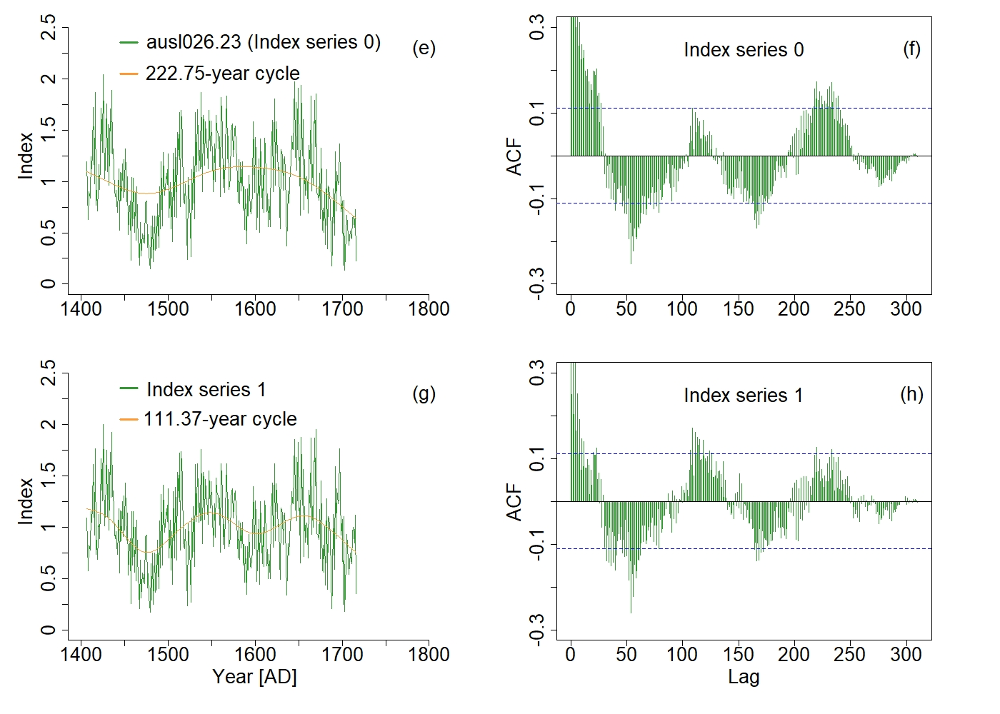 ausl026.23 (Index series 0)
222.75-year cycle
(e)
Index
0
0.5
1
1.5
2
2.5
1400
1500
1600
1700
1800
Index series 0
(f)
ACF
-0.3
-0.1
0.1
0.3
0
50
100
150
200
250
300
Index series 1
111.37-year cycle
(g)
Index
0
0.5
1
1.5
2
2.5
1400
1500
1600
1700
1800
Year [AD]
Index series 1
(h)
ACF
-0.3
-0.1
0.1
0.3
0
50
100
150
200
250
300
Lag